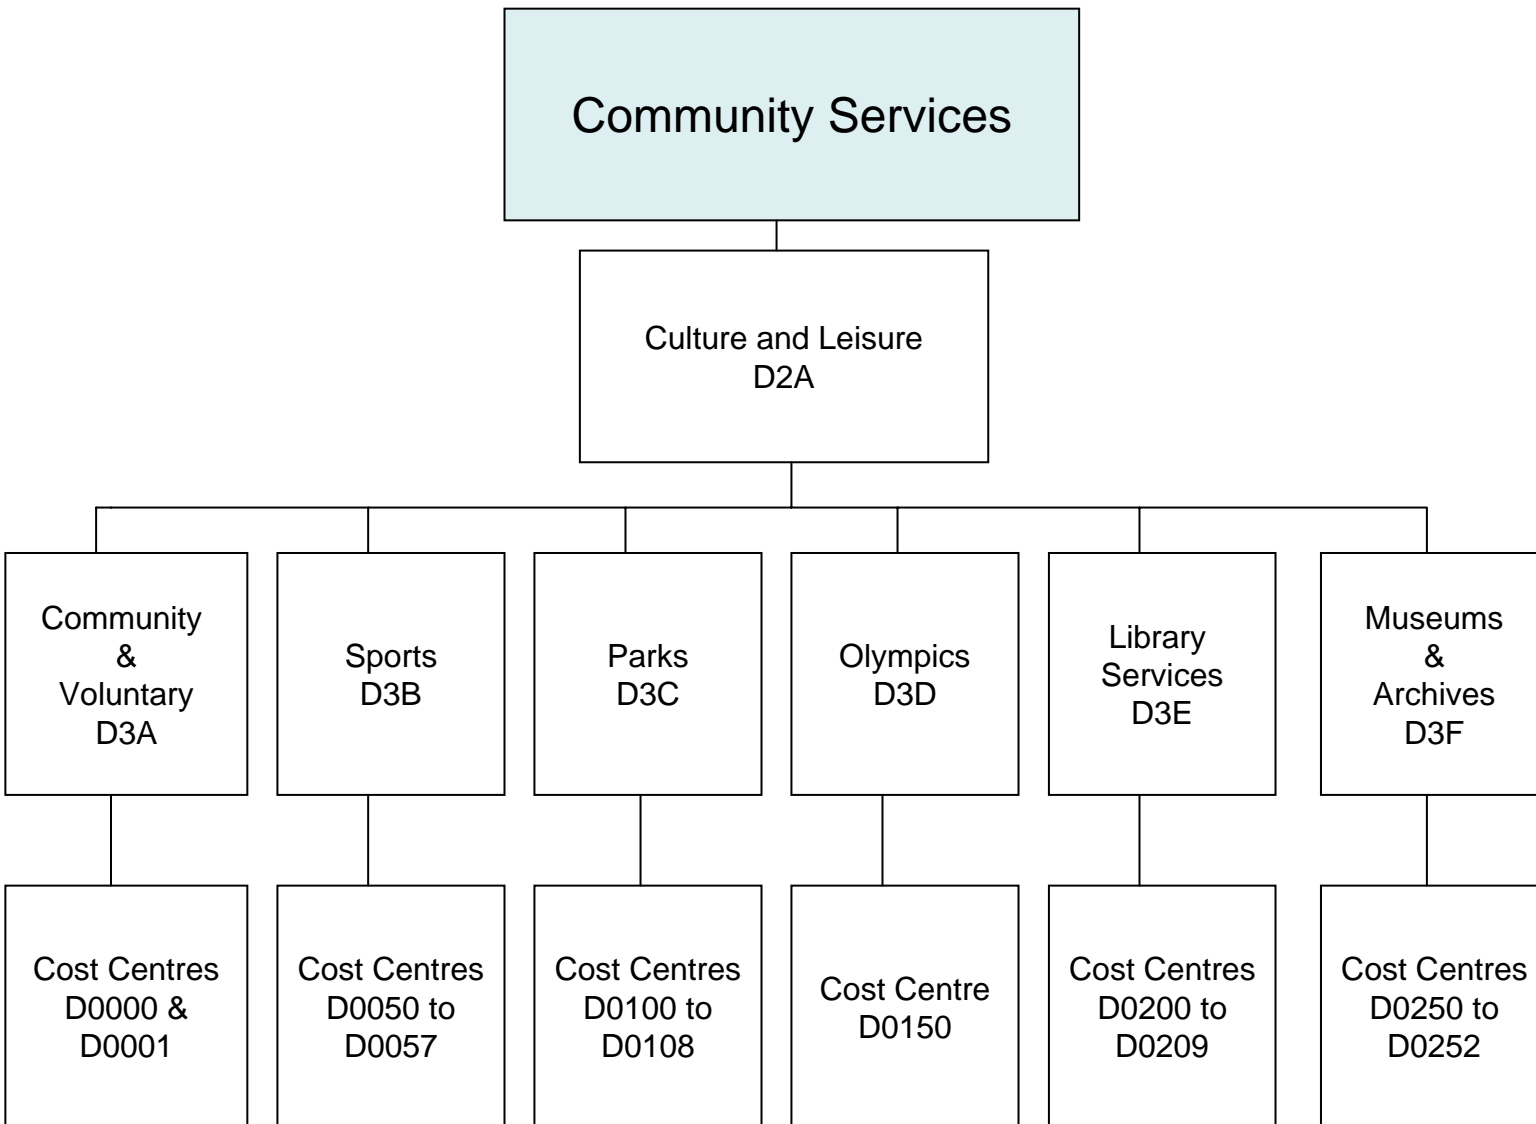 Community Services
Culture and Leisure
D2A
Community
&
Voluntary
D3A
Sports
D3B
Parks
D3C
Olympics
D3D
Library
Services
D3E
Museums
&
Archives
D3F
Cost Centres
D0000 &
D0001
Cost Centres
D0050 to
D0057
Cost Centres
D0100 to
D0108
Cost Centre
D0150
Cost Centres
D0200 to
D0209
Cost Centres
D0250 to
D0252